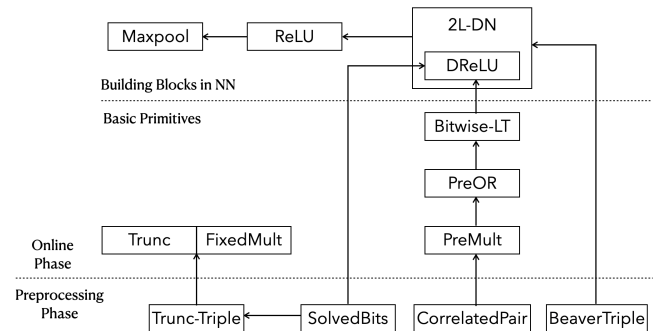 2L-DN
Maxpool
ReLU
DReLU
Building Blocks in NN
Basic Primitives
Bitwise-LT
PreOR
Trunc
FixedMult
PreMult
Online
Phase
Preprocessing
Phase
Trunc-Triple
SolvedBits
CorrelatedPair
BeaverTriple